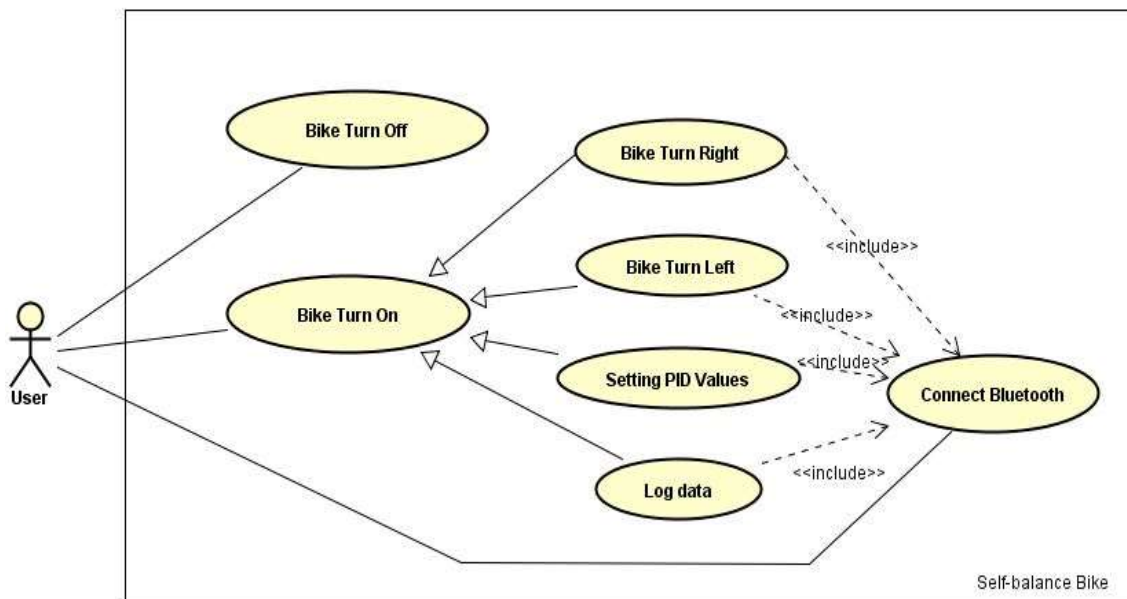 Bike Turn Off
Bike Turn Right
<<include>>
Bike Turn Left
Bike Turn On
<<include>>
<<include>>
Setting PID Values
Connect Bluetooth
User
Log data
<<include>>
Self-balance Bike